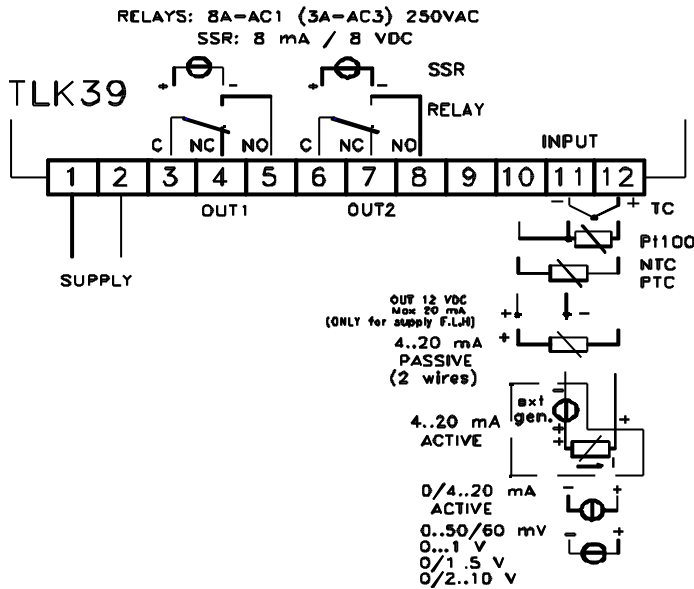 RELAYS: 8A-AC1 (3A-AC3) 250VAC
SSR: 8 mA / 8 VDC
+ - + - SSR
TLK39
RELAY
C NC NO C NC NO INPUT
1 2 3 4 5 6 7 8 9 10 11 12
OUT1 OUT2
- + TC
Pt100
SUPPLY
NTC
PTC
OUT 12 VDC
Max 20 mA
(ONLY for supply F.L.H)
+ -
4..20 mA +
PASSIVE
(2 wires)
-
ext
gen.
+
4..20 mA +
ACTIVE +
I
0/4..20 mA - +
ACTIVE
0..50/60 mV - +
0...1 V
0/1 .5 V
0/2..10 V